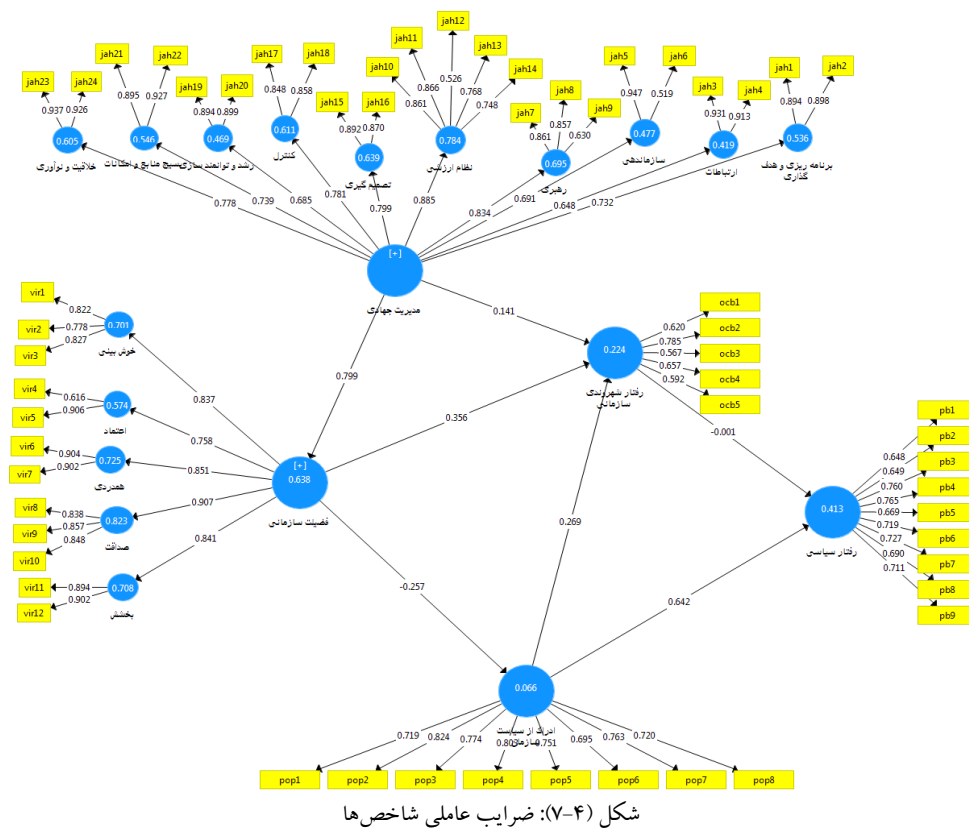 jah12
jah11
jah13
jah10
jah14
jah17
jah18
jah21
jah22
jah5
jah6
jah1
jah2
jah23
jah24
jah19
jah20
jah3
jah4
jah15
jah16
jah7
jah8
jah9
0.937
0.926
0.895
0.927
0.894
0.899
0.848
0.858
0.892
0.870
0.861
0.866
0.526
0.768
0.748
0.861
0.857
0.630
0.947
0.519
0.931
0.913
0.894
0.898
0.605
0.546
0.469
0.611
0.639
0.784
0.695
0.477
0.419
0.536
خلاقیت و نوآوری
بسیج منابع و امکانات
رشد و توانمند سازی
کنترل
تصمیم گیری
نظام ارزشی
رهبری
سازماندهی
ارتباطات
برنامه ریزی و هدف
گذاری
0.778
0.739
0.685
0.781
0.799
0.885
0.834
0.691
0.648
0.732
[+]
مدیریت جهادی
0.141
0.799
vir1
vir2
vir3
0.822
0.778
0.827
0.701
خوش بینی
vir4
vir5
0.616
0.906
0.574
اعتماد
vir6
vir7
0.904
0.902
0.725
همدردی
vir8
vir9
vir10
0.838
0.857
0.848
0.823
صداقت
vir11
vir12
0.894
0.902
0.708
بخشش
0.837
0.758
0.851
0.907
0.841
[+]
0.638
فضیلت سازمانی
0.356
-0.257
0.224
رفتار شهروندی
سازمانی
0.620
0.785
0.567
0.657
0.592
ocb1
ocb2
ocb3
ocb4
ocb5
-0.001
0.269
0.642
0.413
رفتار سیاسی
0.648
0.649
0.760
0.765
0.669
0.719
0.727
0.690
0.711
pb1
pb2
pb3
pb4
pb5
pb6
pb7
pb8
pb9
0.066
ادراک از سیاست
سازمانی
0.719
0.824
0.774
0.751
0.695
0.763
0.720
pop1
pop2
pop3
pop4
pop5
pop6
pop7
pop8
شکل (۴-۷): ضرایب عاملی شاخص‌ها